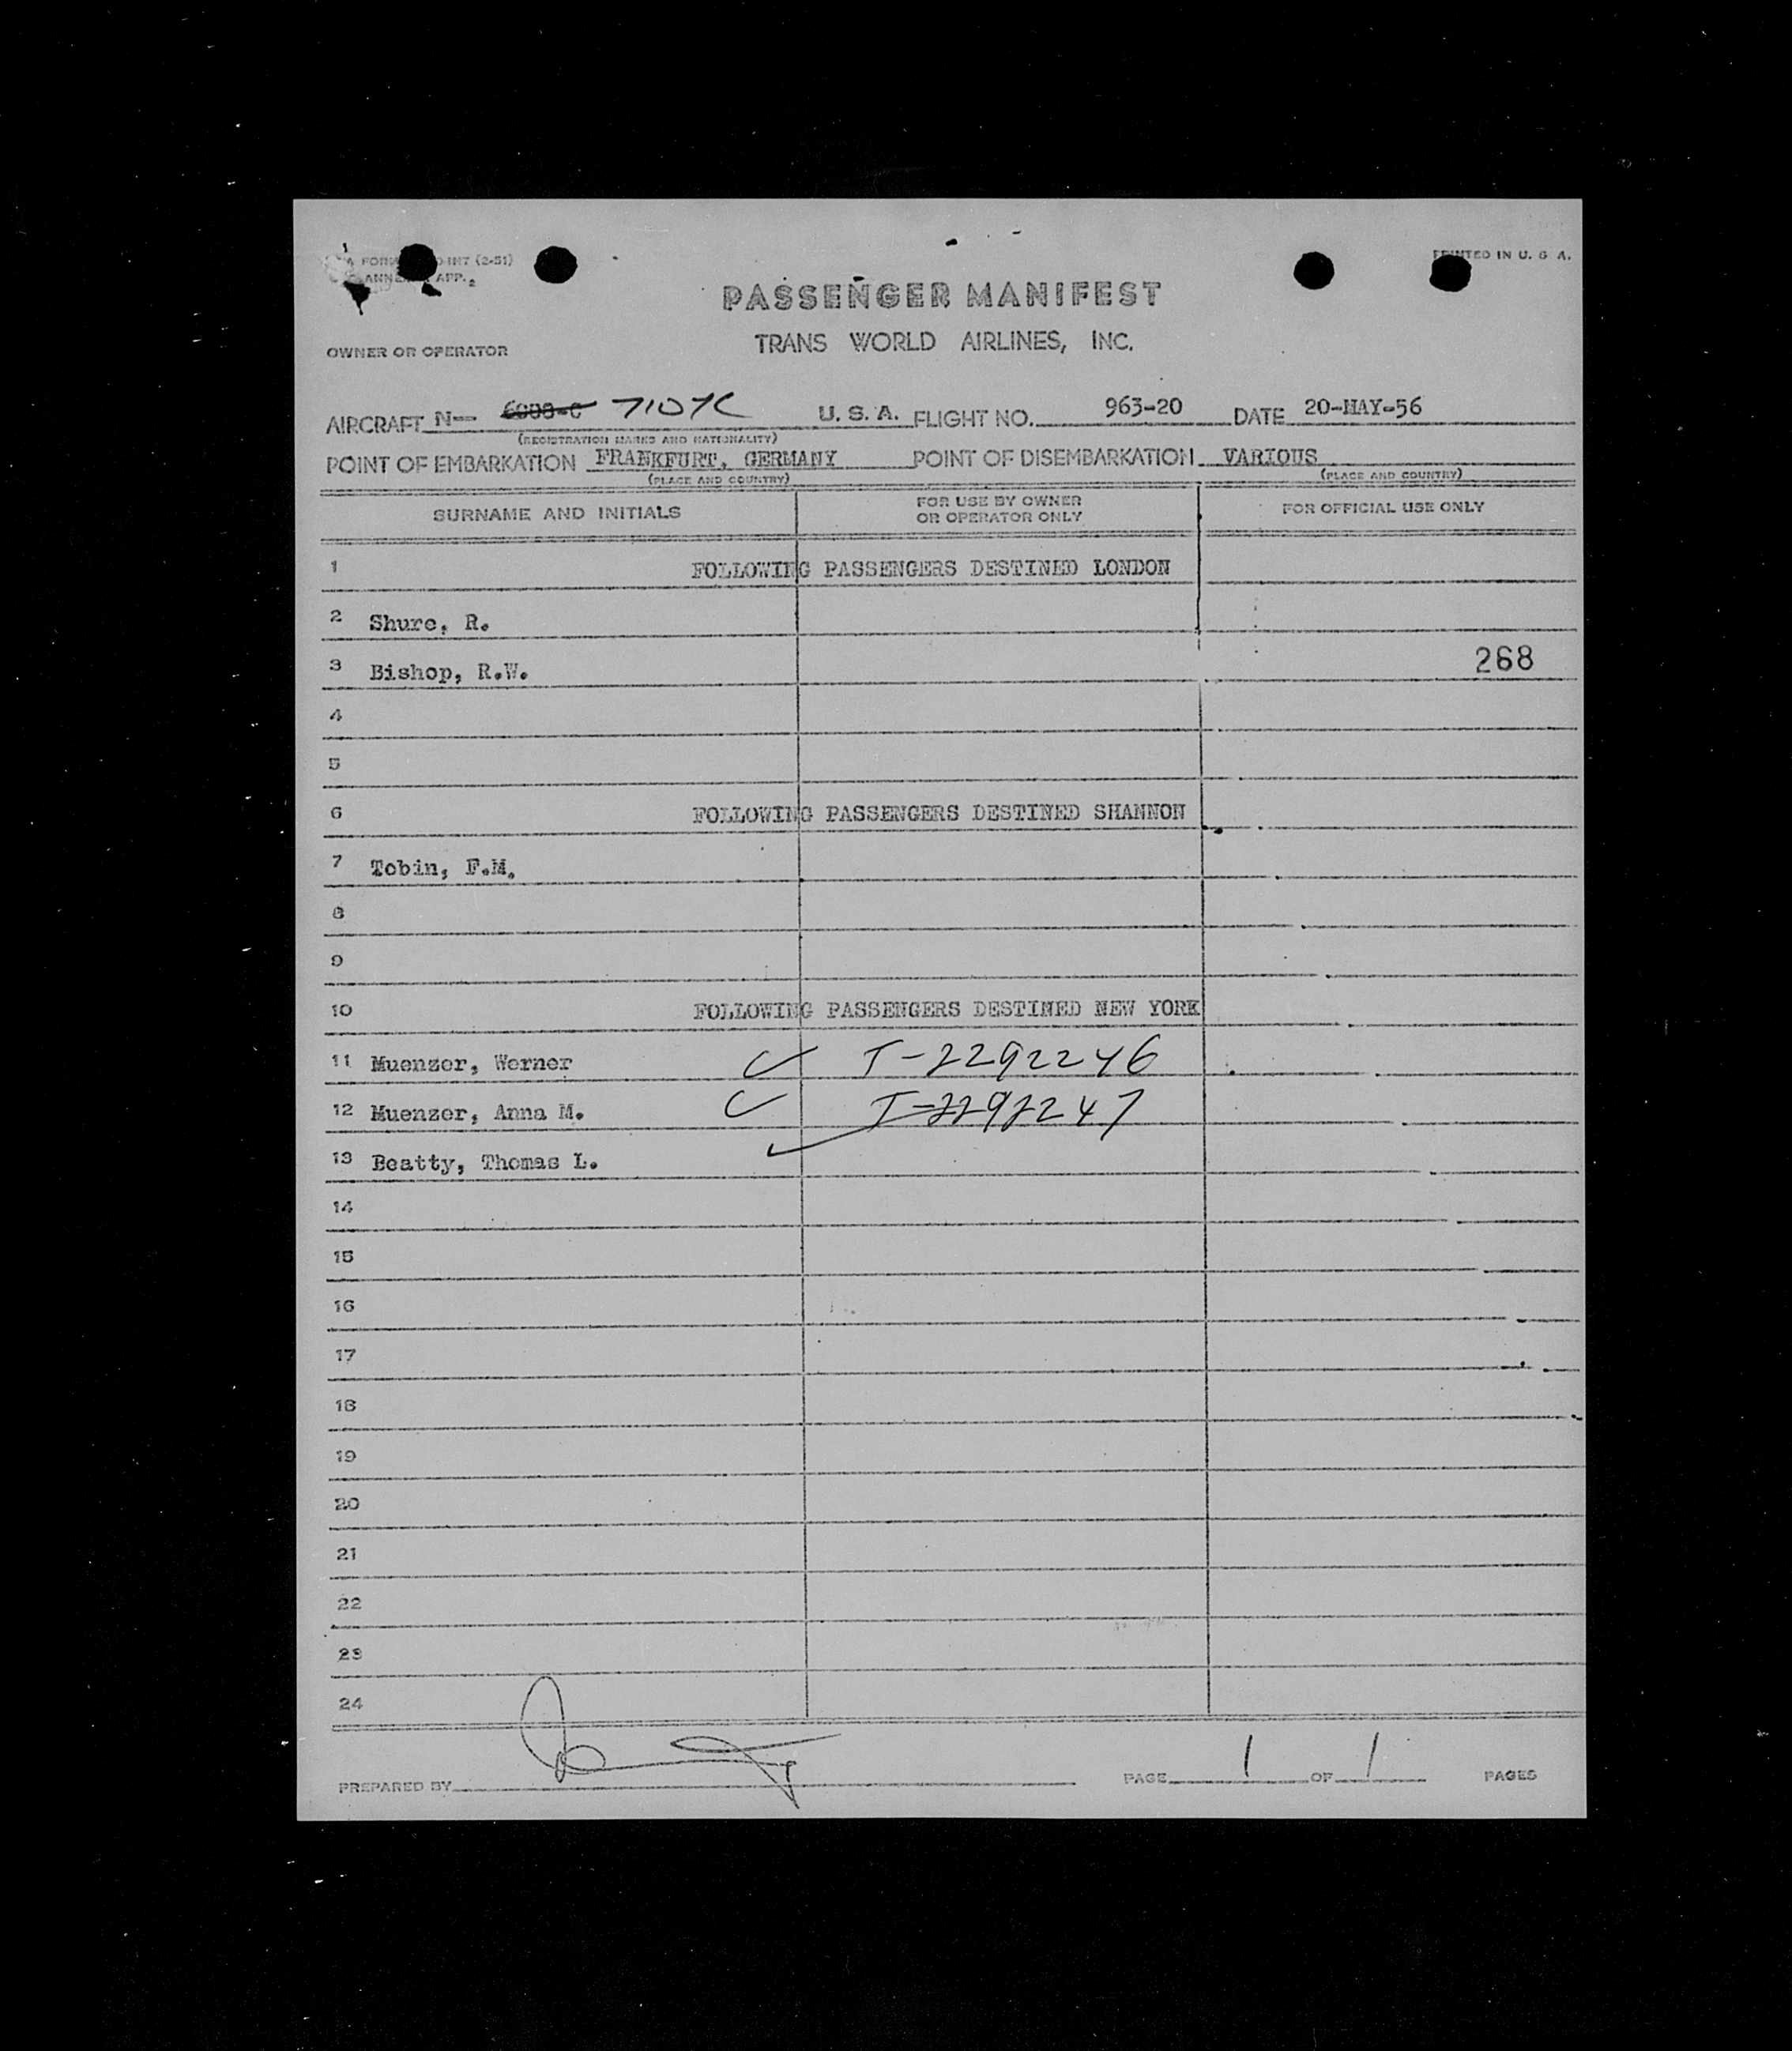 PRINTED IN U. S. A.
PASSENGER MANIFEST
OWNER OR OPERATOR TRANS WORLD AIRLINES, INC.
AIRCRAFT N- 7107C U. S. A. FLIGHT NO. 963-20 DATE 20-MAY-56
(REGISTRATION MARKS AND NATIONALITY)
POINT OF EMBARKATION FRANKFURT, GERMANY POINT OF DISEMBARKATION VARIOUS
(PLACE AND COUNTRY) (PLACE AND COUNTRY)
SURNAME AND INITIALS FOR USE BY OWNER OR OPERATOR ONLY FOR OFFICIAL USE ONLY
1 FOLLOWING PASSENGERS DESTINED LONDON
2 Shure, R.
3 Bishop, R.W. 268
4
5
6 FOLLOWING PASSENGERS DESTINED SHANNON
7 Tobin, F.M.
8
9
10 FOLLOWING PASSENGERS DESTINED NEW YORK
11 Muenzer, Werner T-2292246
12 Muenzer, Anna M. T-2292247
13 Beatty, Thomas L.
14
15
16
17
18
19
20
21
22
23
24
PREPARED BY PAGE 1 OF 1 PAGES